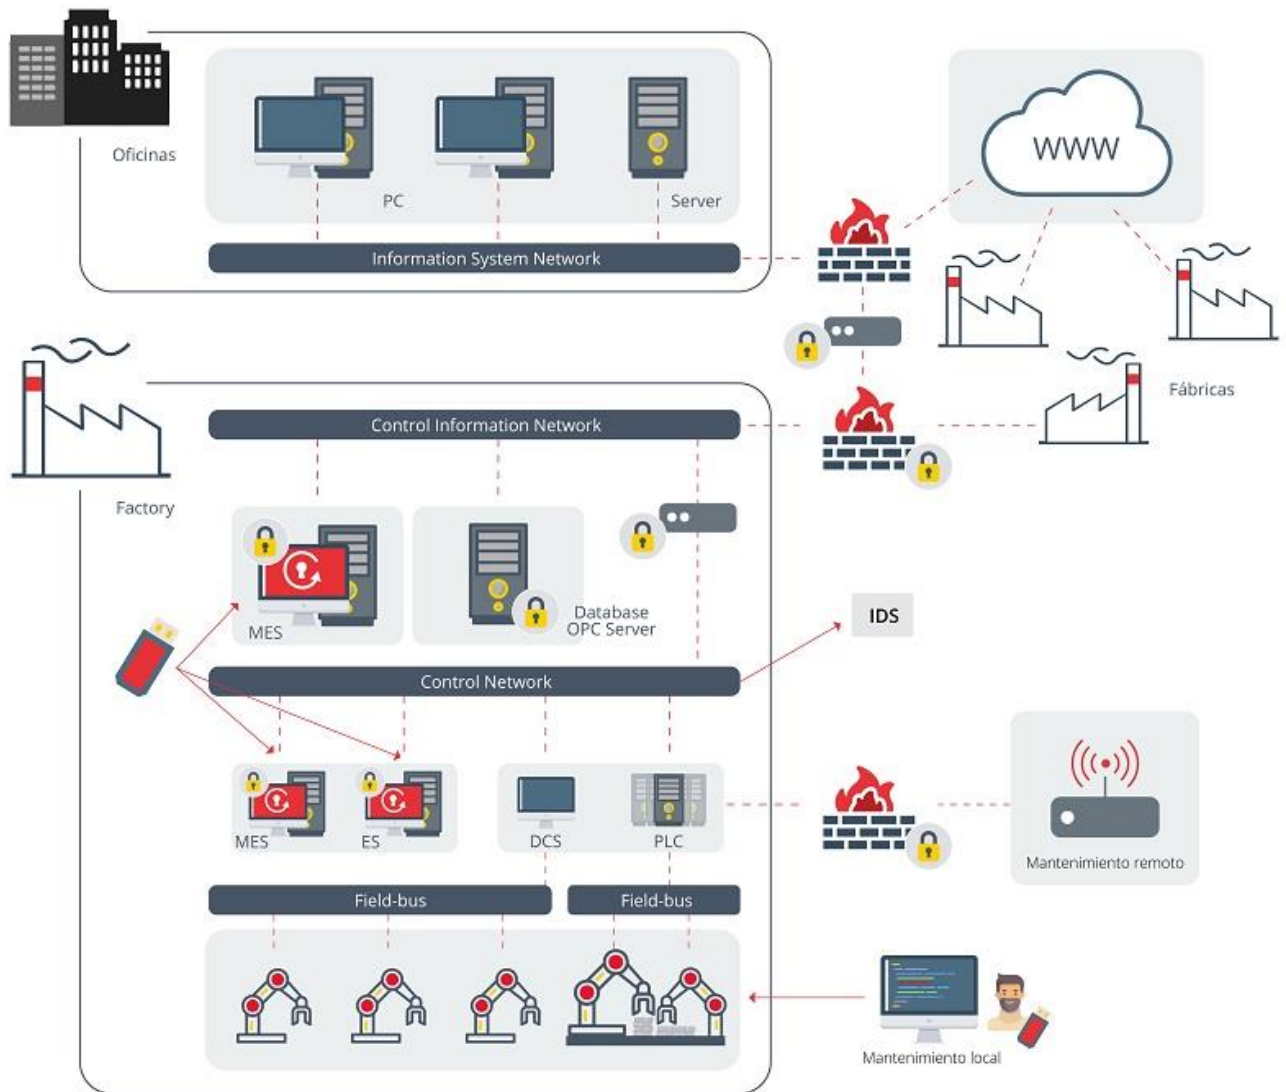 Oficinas
PC
Server
Information System Network
WWW
Fábricas
Factory
Control Information Network
MES
Database
OPC Server
IDS
Control Network
MES
ES
DCS
PLC
Mantenimiento remoto
Field-bus
Field-bus
Mantenimiento local